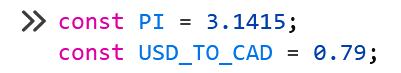 » const PI = 3.1415;
const USD_TO_CAD = 0.79;